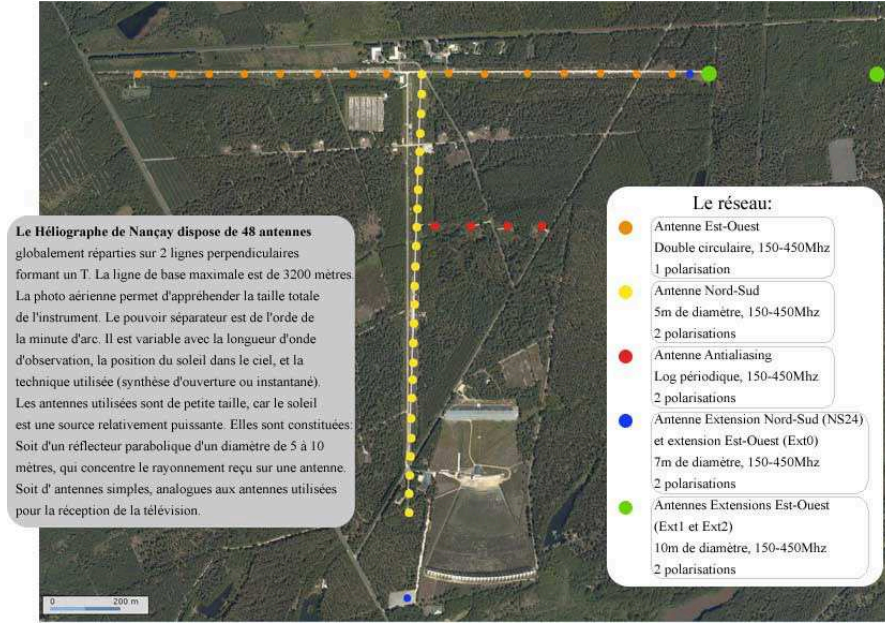 Le Héliographe de Nançay dispose de 48 antennes
globalement réparties sur 2 lignes perpendiculaires
formant un T. La ligne de base maximale est de 3200 mètres.
La photo aérienne permet d'appréhender la taille totale
de l'instrument. Le pouvoir séparateur est de l'orde de
la minute d'arc. Il est variable avec la longueur d'onde
d'observation, la position du soleil dans le ciel, et la
technique utilisée (synthèse d'ouverture ou instantané).
Les antennes utilisées sont de petite taille, car le soleil
est une source relativement puissante. Elles sont constituées:
Soit d'un réflecteur parabolique d'un diamètre de 5 à 10
mètres, qui concentre le rayonnement reçu sur une antenne.
Soit d' antennes simples, analogues aux antennes utilisées
pour la réception de la télévision.
Le réseau:
Antenne Est-Ouest
Double circulaire, 150-450Mhz
1 polarisation
Antenne Nord-Sud
5m de diamètre, 150-450Mhz
2 polarisations
Antenne Antialiasing
Log périodique, 150-450Mhz
2 polarisations
Antenne Extension Nord-Sud (NS24)
et extension Est-Ouest (Ext0)
7m de diamètre, 150-450Mhz
2 polarisations
Antennes Extensions Est-Ouest
(Ext1 et Ext2)
10m de diamètre, 150-450Mhz
2 polarisations
0 200 m